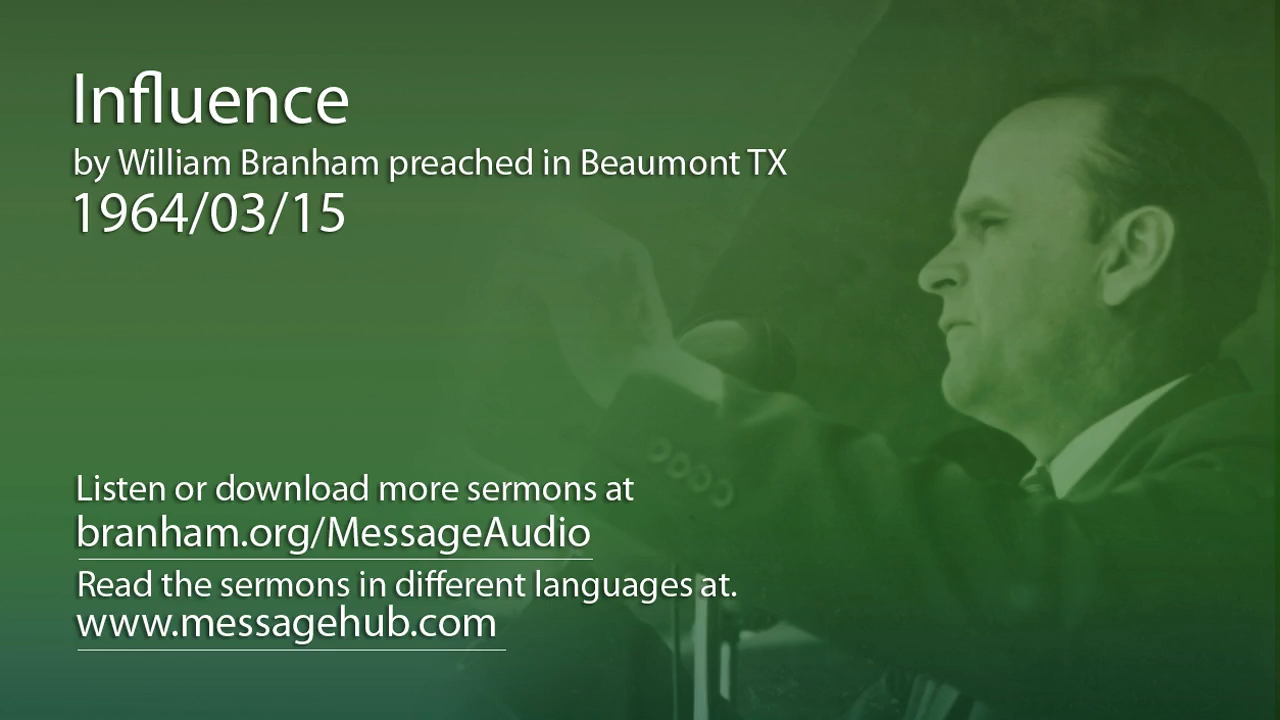 Influence
by William Branham preached in Beaumont TX
1964/03/15
Listen or download more sermons at
branham.org/MessageAudio
Read the sermons in different languages at.
www.messagehub.com